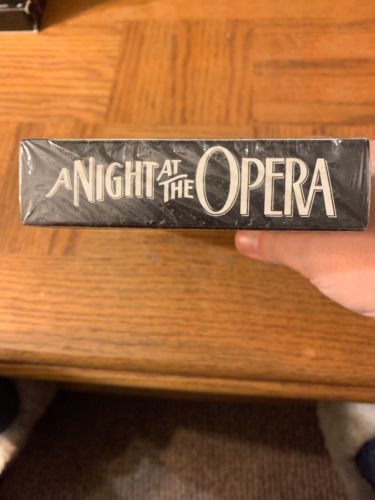 A NIGHT AT THE OPERA